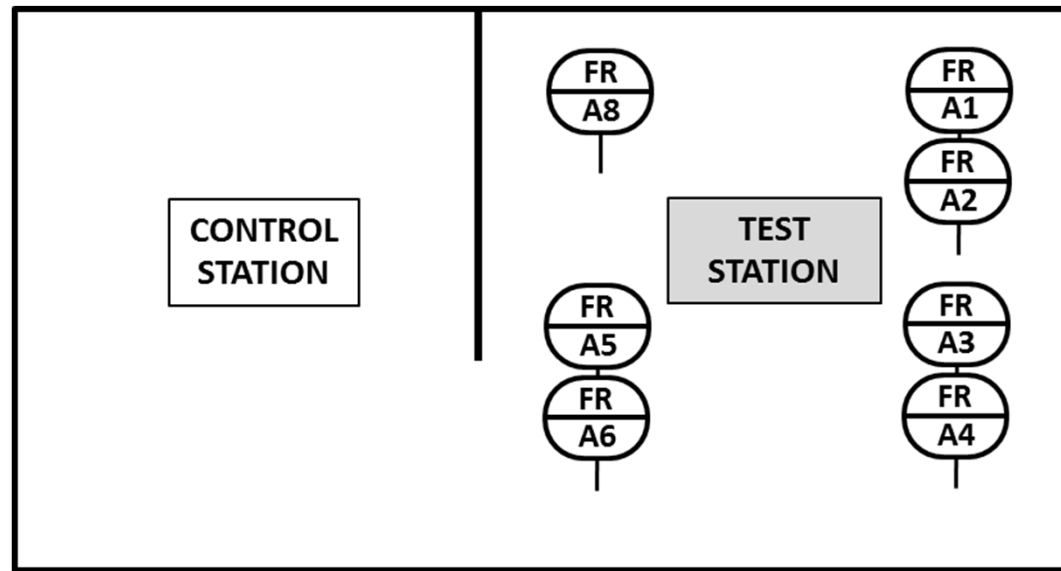 FR
A8
FR
A1
FR
A2
CONTROL
STATION
TEST
STATION
FR
A5
FR
A6
FR
A3
FR
A4